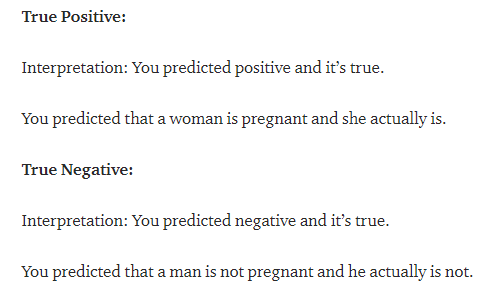 True Positive:
Interpretation: You predicted positive and it’s true.
You predicted that a woman is pregnant and she actually is.
True Negative:
Interpretation: You predicted negative and it’s true.
You predicted that a man is not pregnant and he actually is not.